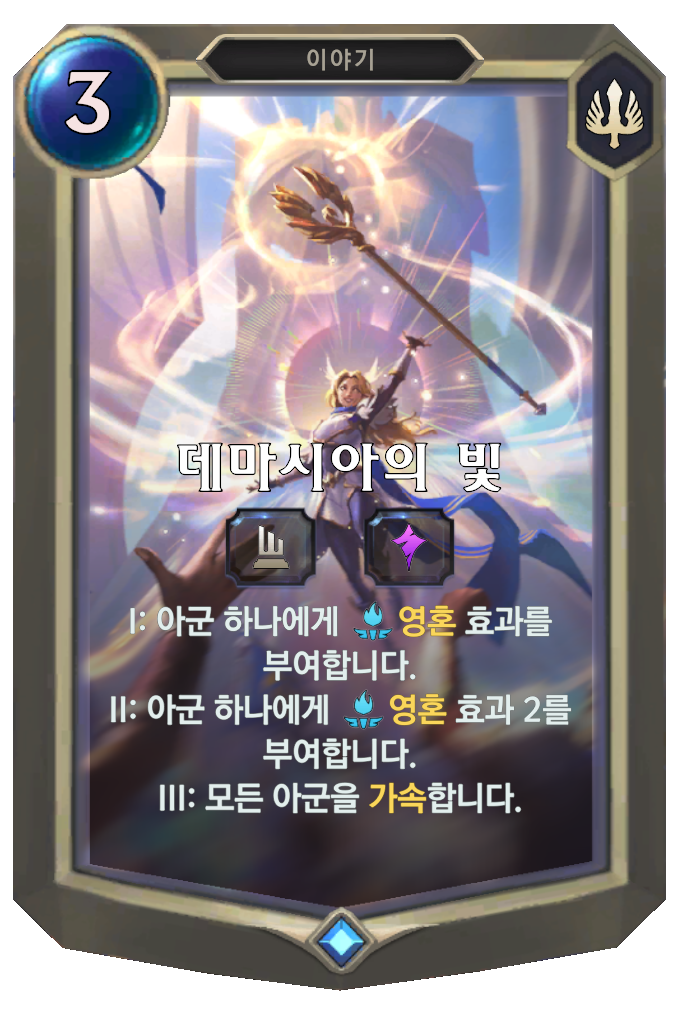 3
이야기
데마시아의 빛
I: 아군 하나에게 영혼 효과를
부여합니다.
II: 아군 하나에게 영혼 효과 2를
부여합니다.
III: 모든 아군을 가속합니다.